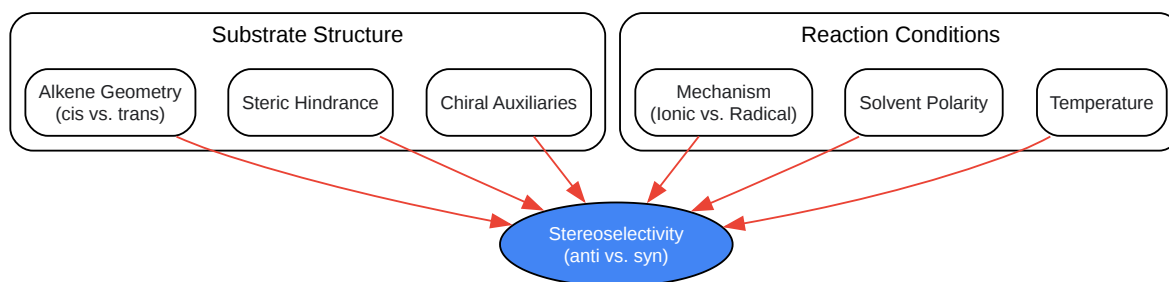 Substrate Structure
Reaction Conditions
Alkene Geometry
(cis vs. trans)
Steric Hindrance
Chiral Auxiliaries
Mechanism
(Ionic vs. Radical)
Solvent Polarity
Temperature
Stereoselectivity
(anti vs. syn)